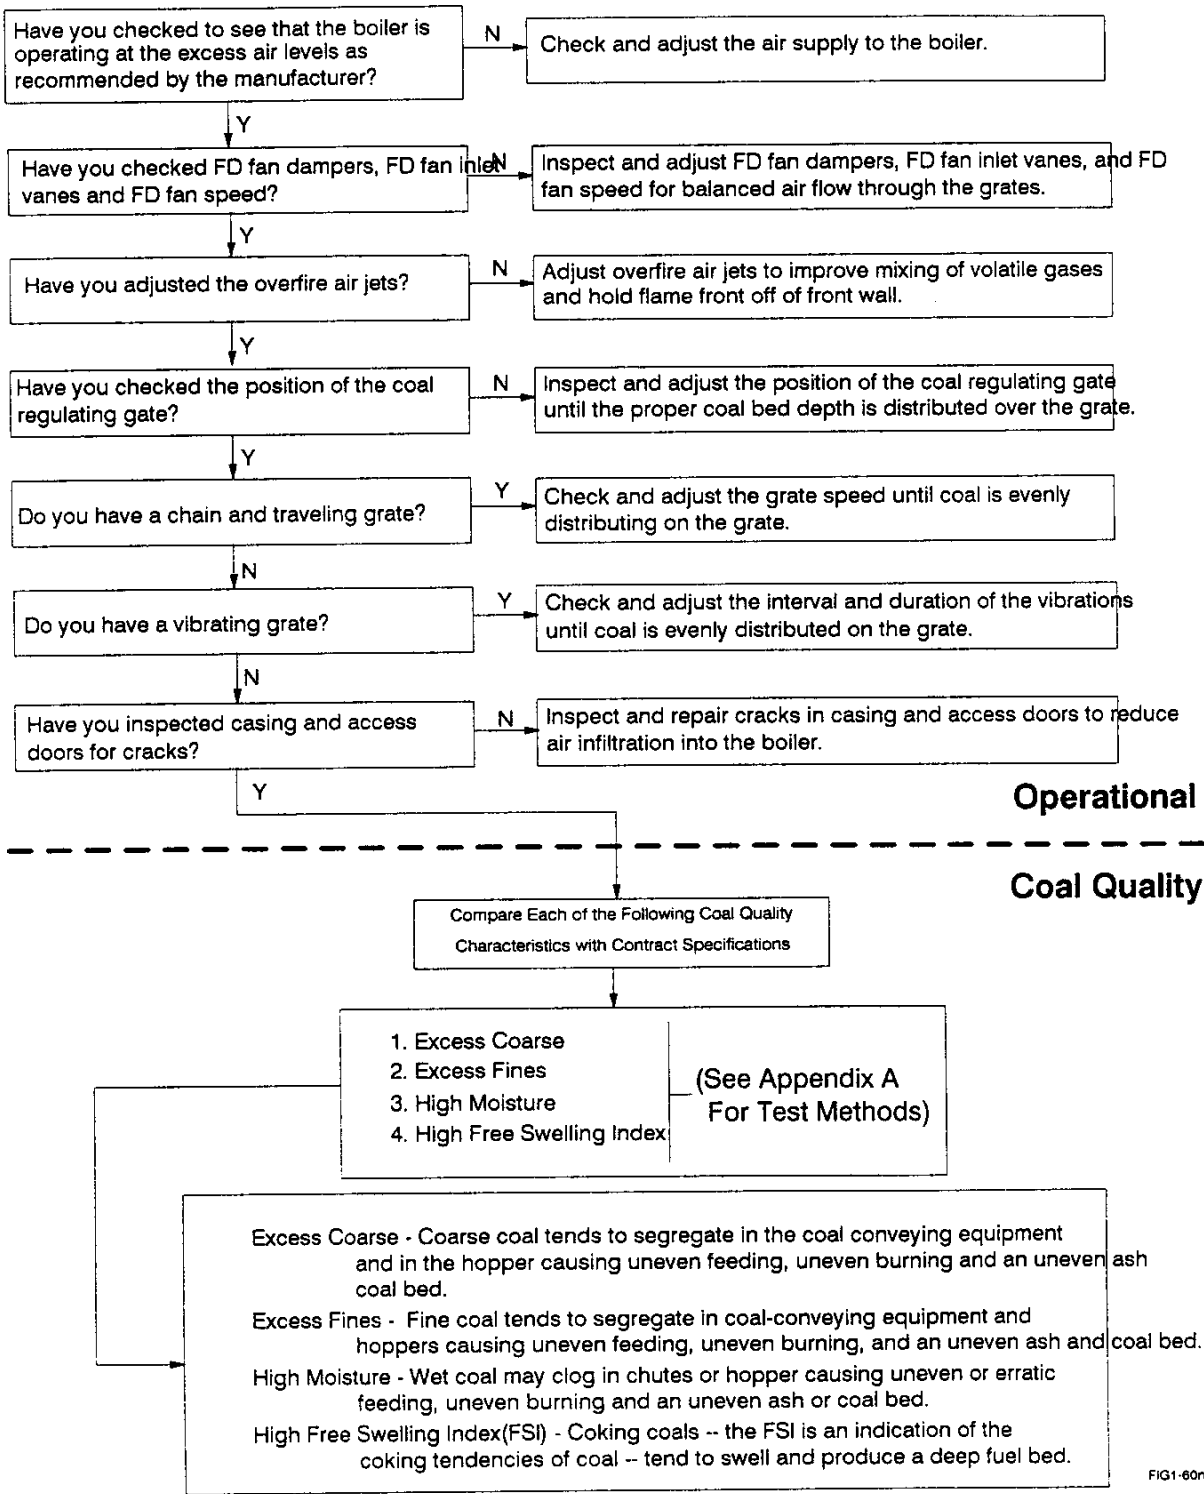 Have you checked to see that the boiler is
operating at the excess air levels as
recommended by the manufacturer?
N
Check and adjust the air supply to the boiler.
Y
Have you checked FD fan dampers, FD fan inlet
vanes and FD fan speed?
N
Inspect and adjust FD fan dampers, FD fan inlet vanes, and FD
fan speed for balanced air flow through the grates.
Y
Have you adjusted the overfire air jets?
N
Adjust overfire air jets to improve mixing of volatile gases
and hold flame front off of front wall.
Y
Have you checked the position of the coal
regulating gate?
N
Inspect and adjust the position of the coal regulating gate
until the proper coal bed depth is distributed over the grate.
Y
Do you have a chain and traveling grate?
Y
Check and adjust the grate speed until coal is evenly
distributing on the grate.
N
Do you have a vibrating grate?
Y
Check and adjust the interval and duration of the vibrations
until coal is evenly distributed on the grate.
N
Have you inspected casing and access
doors for cracks?
N
Inspect and repair cracks in casing and access doors to reduce
air infiltration into the boiler.
Y
Operational
Coal Quality
Compare Each of the Following Coal Quality
Characteristics with Contract Specifications
1. Excess Coarse
2. Excess Fines
3. High Moisture
4. High Free Swelling Index
(See Appendix A
For Test Methods)
Excess Coarse - Coarse coal tends to segregate in the coal conveying equipment
and in the hopper causing uneven feeding, uneven burning and an uneven ash
coal bed.
Excess Fines - Fine coal tends to segregate in coal-conveying equipment and
hoppers causing uneven feeding, uneven burning, and an uneven ash and coal bed.
High Moisture - Wet coal may clog in chutes or hopper causing uneven or erratic
feeding, uneven burning and an uneven ash or coal bed.
High Free Swelling Index(FSI) - Coking coals -- the FSI is an indication of the
coking tendencies of coal -- tend to swell and produce a deep fuel bed.
FIG1-60n